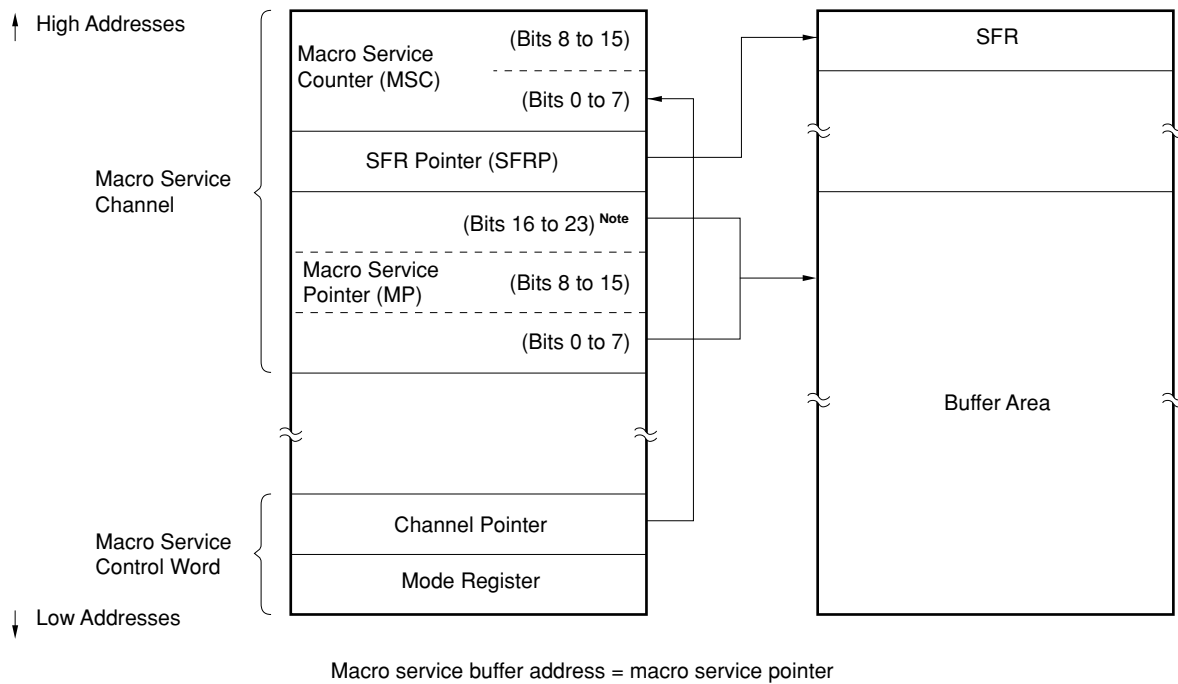 High Addresses
Macro Service
Counter (MSC)
(Bits 8 to 15)
(Bits 0 to 7)
SFR Pointer (SFRP)
Macro Service
Channel
(Bits 16 to 23) Note
Macro Service
Pointer (MP)
(Bits 8 to 15)
(Bits 0 to 7)
Macro Service
Control Word
Channel Pointer
Mode Register
Low Addresses
SFR
Buffer Area
Macro service buffer address = macro service pointer